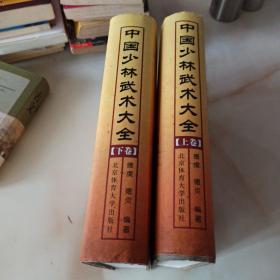 中国少林武术大全
【下卷】
德虔 德炎 编著
北京体育大学出版社
中国少林武术大全
【上卷】
德虔 德炎 编著
北京体育大学出版社